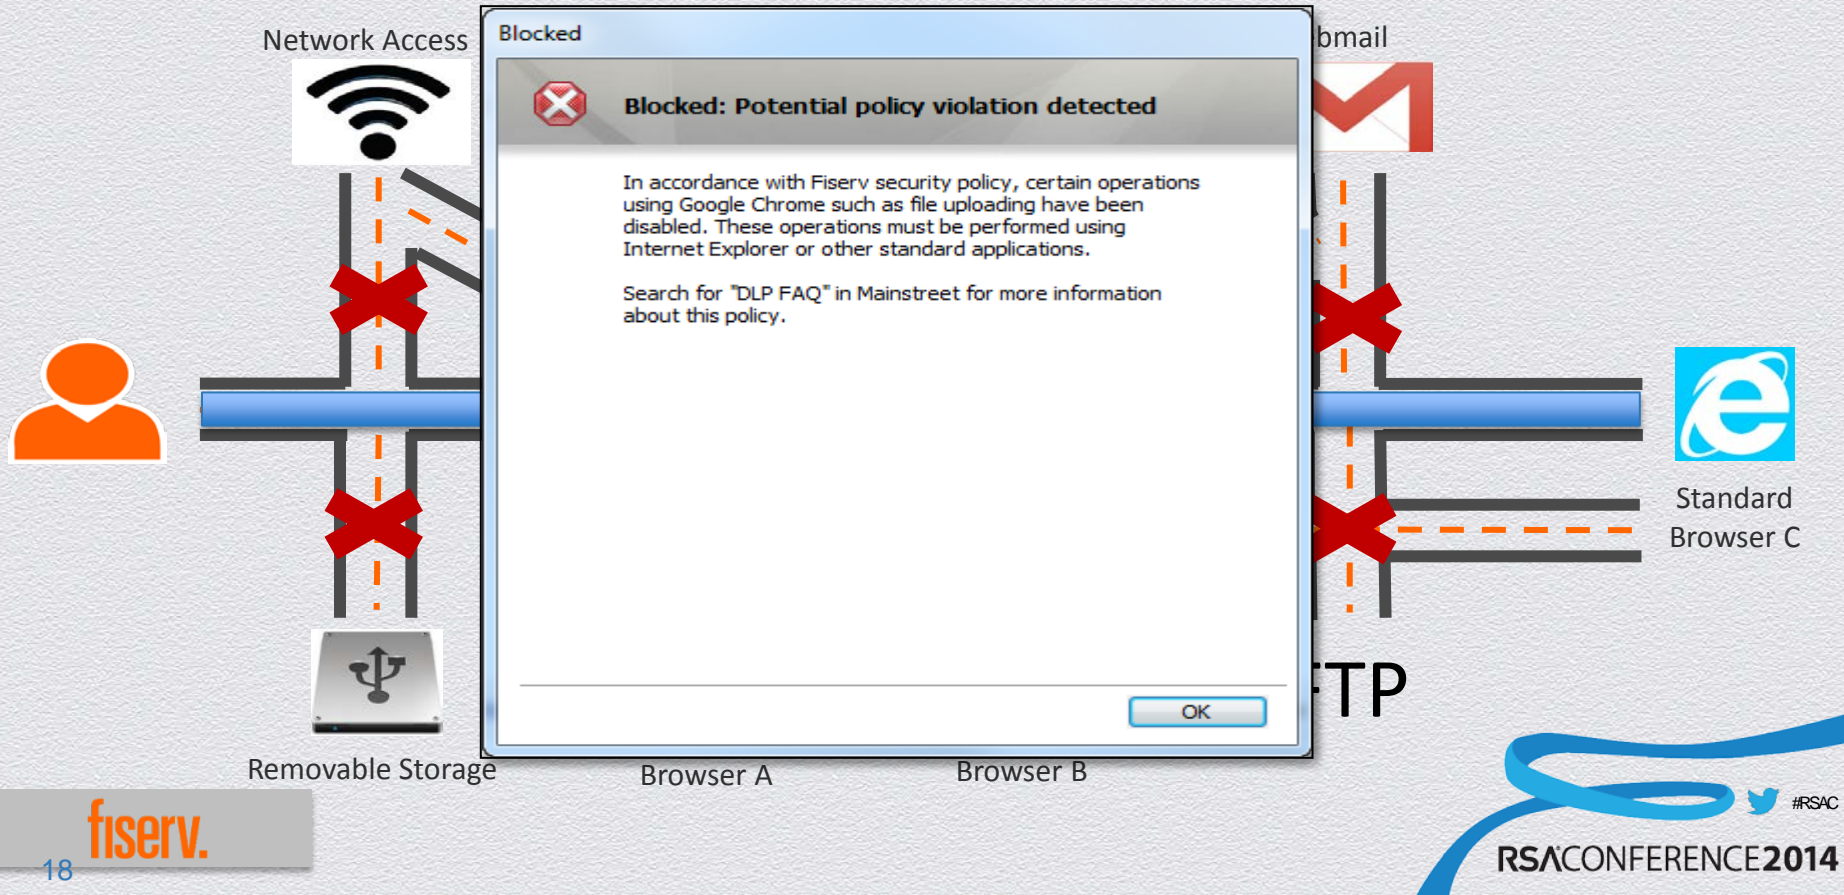 Network Access
Blocked
Blocked: Potential policy violation detected
In accordance with Fiserv security policy, certain operations
using Google Chrome such as file uploading have been
disabled. These operations must be performed using
Internet Explorer or other standard applications.
Search for "DLP FAQ" in Mainstreet for more information
about this policy.
OK
bmail
Standard
Browser C
FTP
Removable Storage
Browser A
Browser B
fiserv.
18
#RSAC
RSACONFERENCE2014